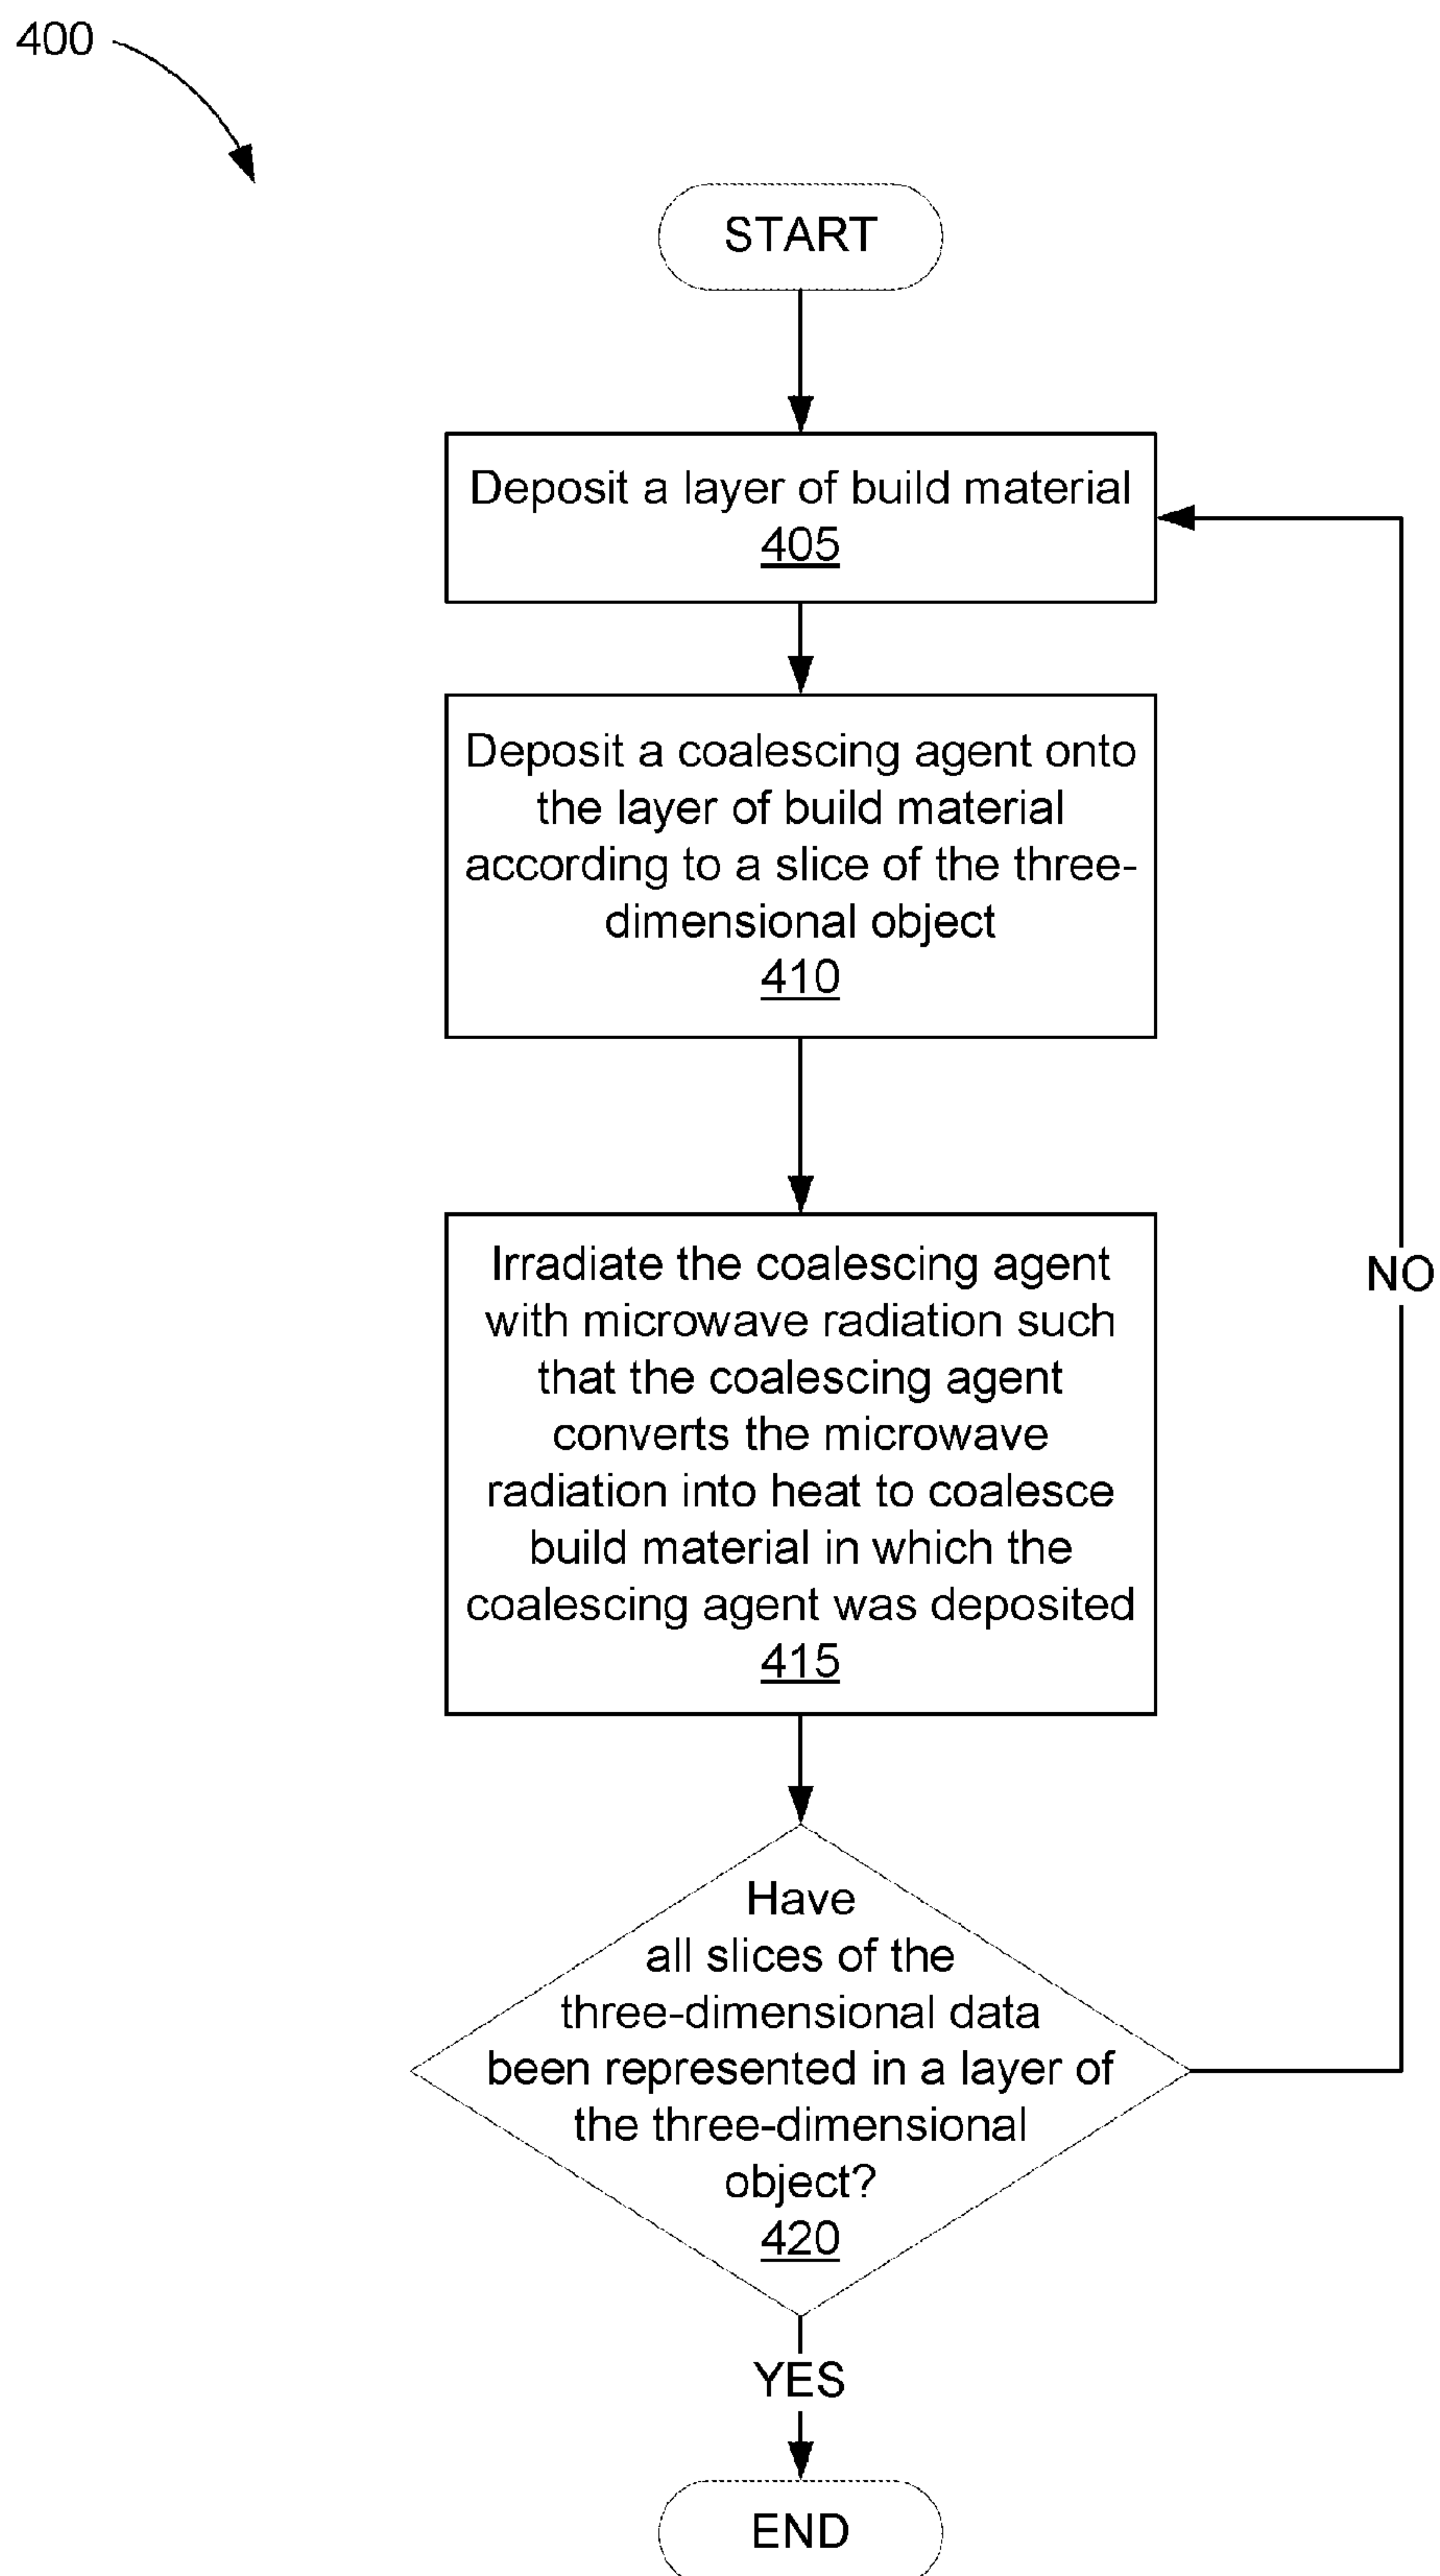 400
START
Deposit a layer of build material
405
Deposit a coalescing agent onto
the layer of build material
according to a slice of the three-
dimensional object
410
Irradiate the coalescing agent
with microwave radiation such
that the coalescing agent
converts the microwave
radiation into heat to coalesce
build material in which the
coalescing agent was deposited
415
NO
Have
all slices of the
three-dimensional data
been represented in a layer of
the three-dimensional
object?
420
YES
END